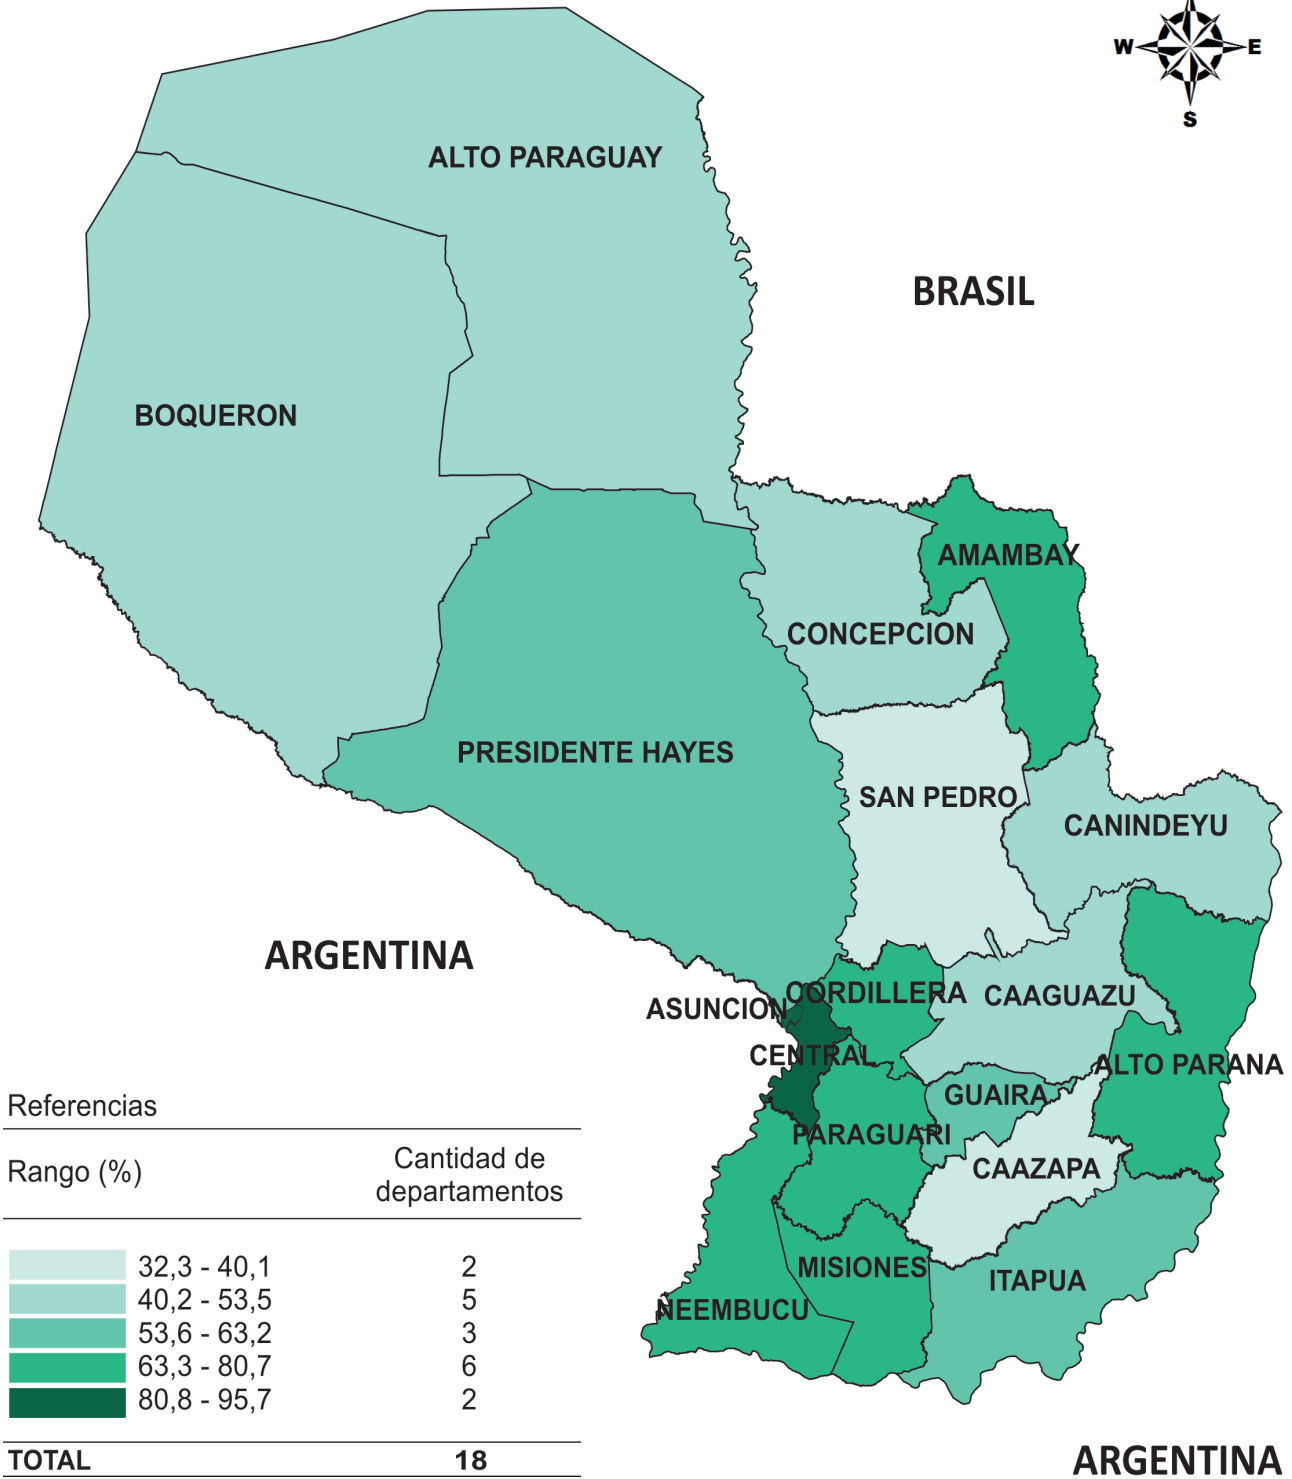 W
E
S
ALTO PARAGUAY
BRASIL
BOQUERON
AMAMBAY
CONCEPCION
PRESIDENTE HAYES
SAN PEDRO
CANINDEYU
ARGENTINA
CORDILLERA
CAAGUAZU
ASUNCION
CENTRAL
ALTO PARANA
GUAIRA
PARAGUARI
CAAZAPA
MISIONES
ITAPUA
NEEMBUCU
Referencias
Rango (%)
Cantidad de
departamentos
32,3 - 40,1 2
40,2 - 53,5 5
53,6 - 63,2 3
63,3 - 80,7 6
80,8 - 95,7 2
TOTAL 18
ARGENTINA